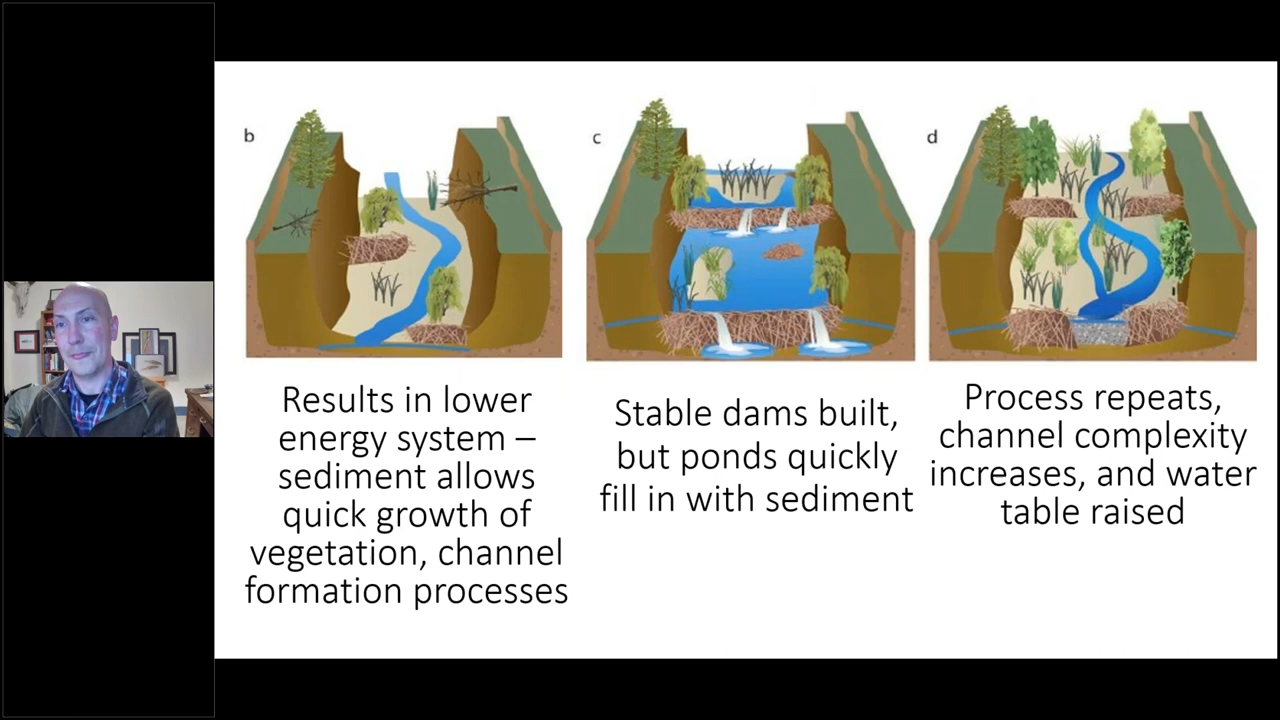 b
c
d
Results in lower
energy system –
sediment allows
quick growth of
vegetation, channel
formation processes
Stable dams built,
but ponds quickly
fill in with sediment
Process repeats,
channel complexity
increases, and water
table raised